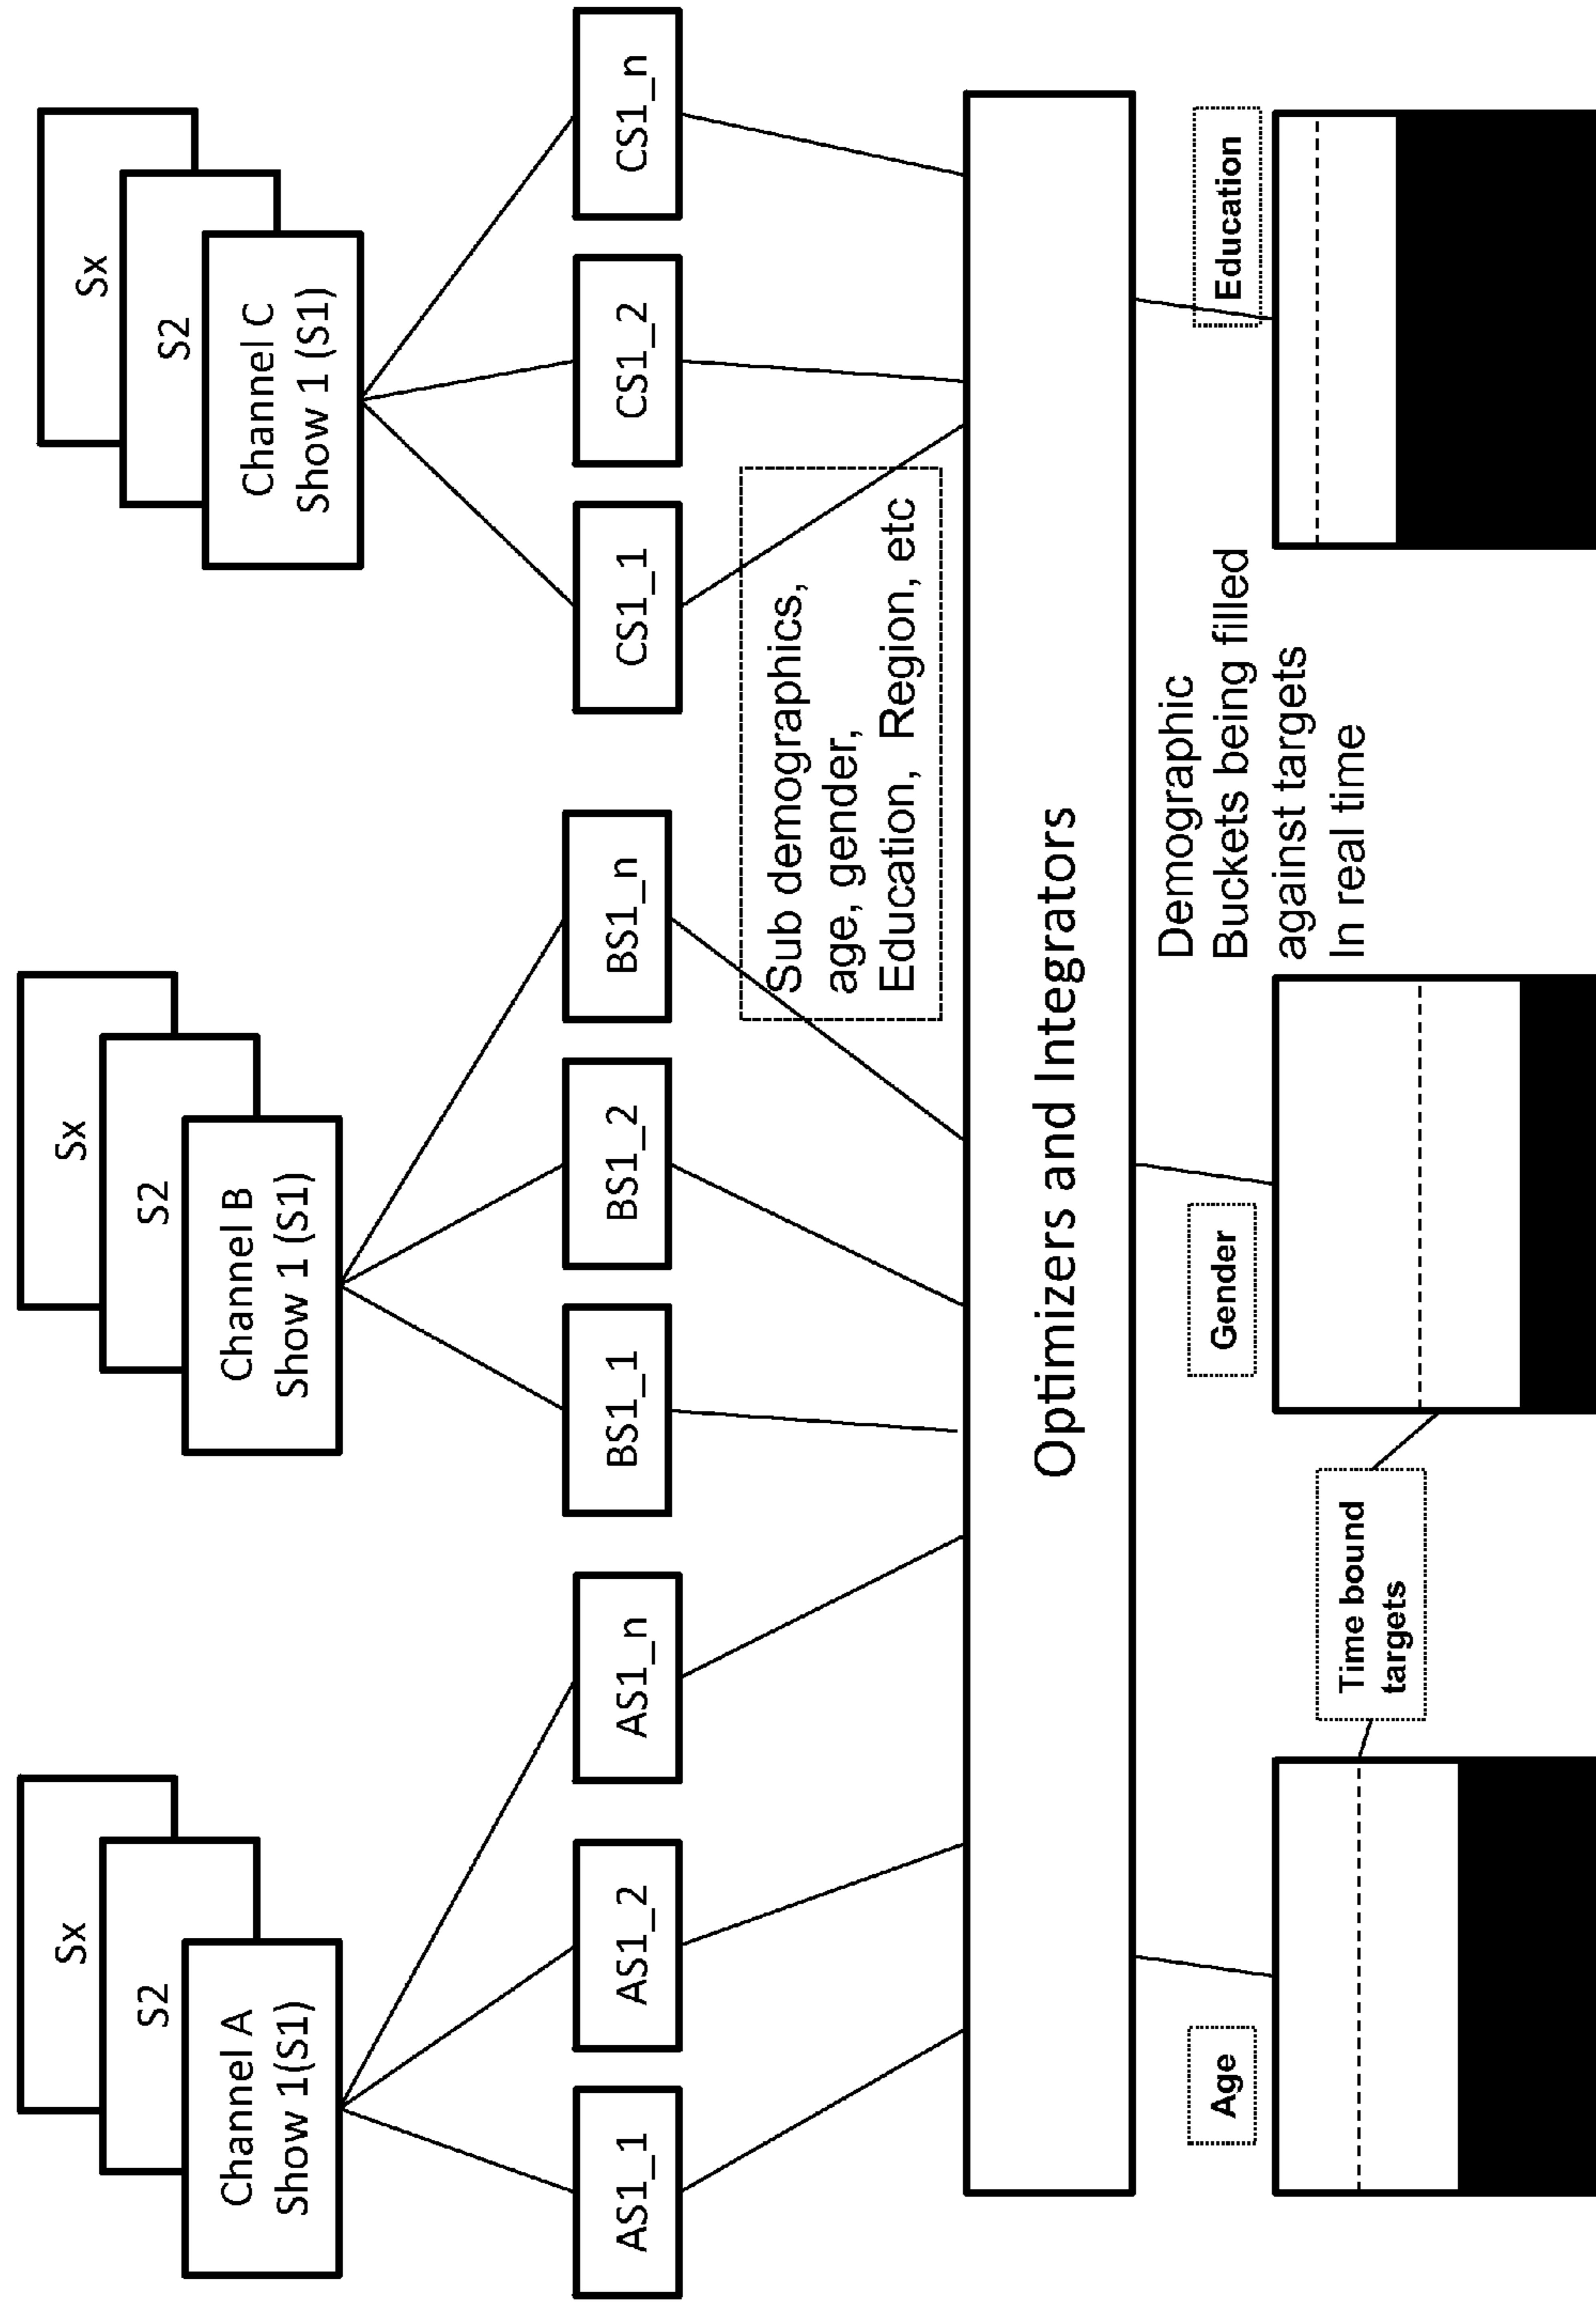 Sx
S2
Channel A
Show 1(S1)
Sx
S2
Channel B
Show 1 (S1)
Sx
S2
Channel C
Show 1 (S1)
AS1_1
AS1_2
AS1_n
BS1_1
BS1_2
BS1_n
CS1_1
CS1_2
CS1_n
Sub demographics,
age, gender,
Education, Region, etc
Optimizers and Integrators
Age
Time bound
targets
Gender
Demographic
Buckets being filled
against targets
In real time
Education